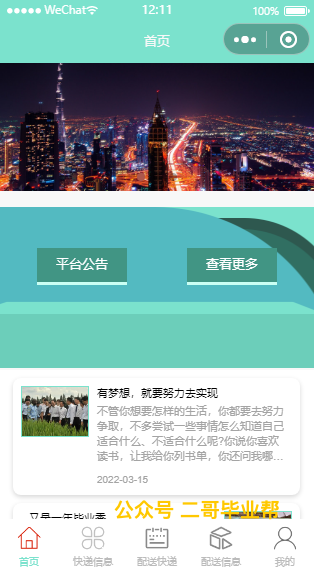 WeChat 12:11 100%
首页
平台公告 查看更多
有梦想，就要努力去实现
不管你想要怎样的生活，你都要去努力
争取，不多尝试一些事情怎么知道自己
适合什么、不适合什么呢?你说你喜欢
读书，让我给你列书单，你还问我哪...
2022-03-15
公众号 二哥毕业帮
又是一年毕业季
首页 快递信息 配送快递 配送信息 我的